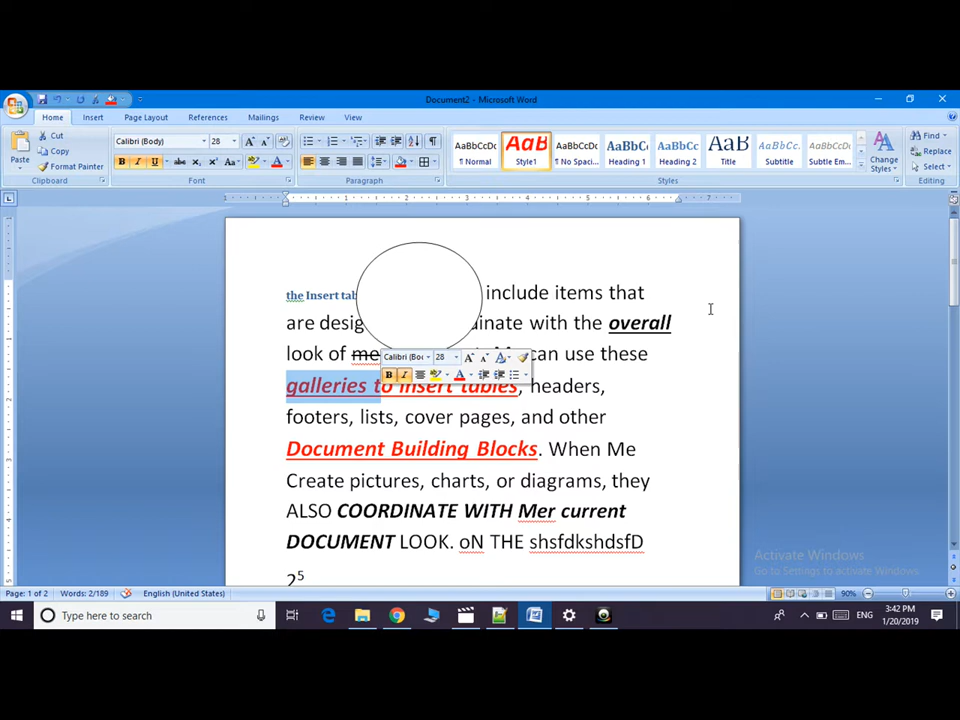 Document2 - Microsoft Word
Home Insert Page Layout References Mailings Review View
Paste
Cut
Copy
Format Painter
Clipboard
Calibri (Body) 28
Font
Paragraph
AaBbCcDc AaB AaBbCcDc AaBbCc AaBbCc AaB AaBbCcL AaBbCcDc
¶ Normal Style1 ¶ No Spaci... Heading 1 Heading 2 Title Subtitle Subtle Em...
Styles
Change Styles
Find
Replace
Select
Editing
the Insert tab include items that
are desig dinate with the overall
look of me can use these
Calibri (Boc 28
galleries to insert tables, headers,
footers, lists, cover pages, and other
Document Building Blocks. When Me
Create pictures, charts, or diagrams, they
ALSO COORDINATE WITH Mer current
DOCUMENT LOOK. oN THE shsfdkshdsfD
2⁵
Activate Windows
Go to Settings to activate Windows.
Page: 1 of 2 Words: 2/189 English (United States) 90%
Type here to search
ENG
3:42 PM
1/20/2019